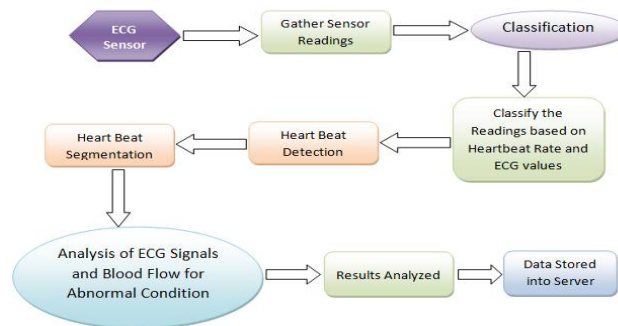 ECG
Sensor
Gather Sensor
Readings
Classification
Classify the
Readings based on
Heartbeat Rate and
ECG values
Heart Beat
Detection
Heart Beat
Segmentation
Analysis of ECG Signals
and Blood Flow for
Abnormal Condition
Results Analyzed
Data Stored
into Server